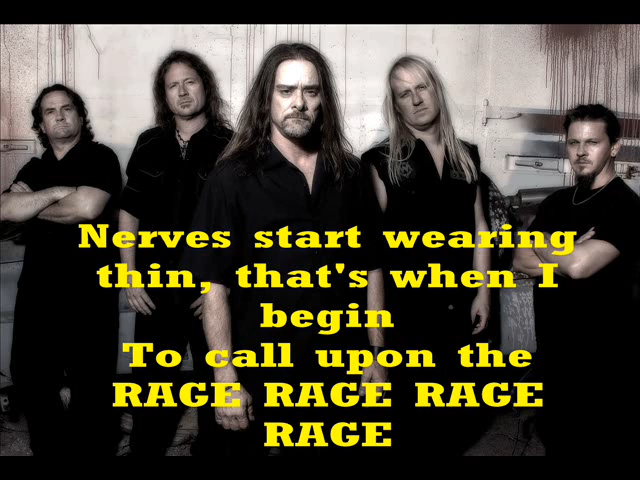 Nerves start wearing
thin, that's when I
begin
To call upon the
RAGE RAGE RAGE
RAGE